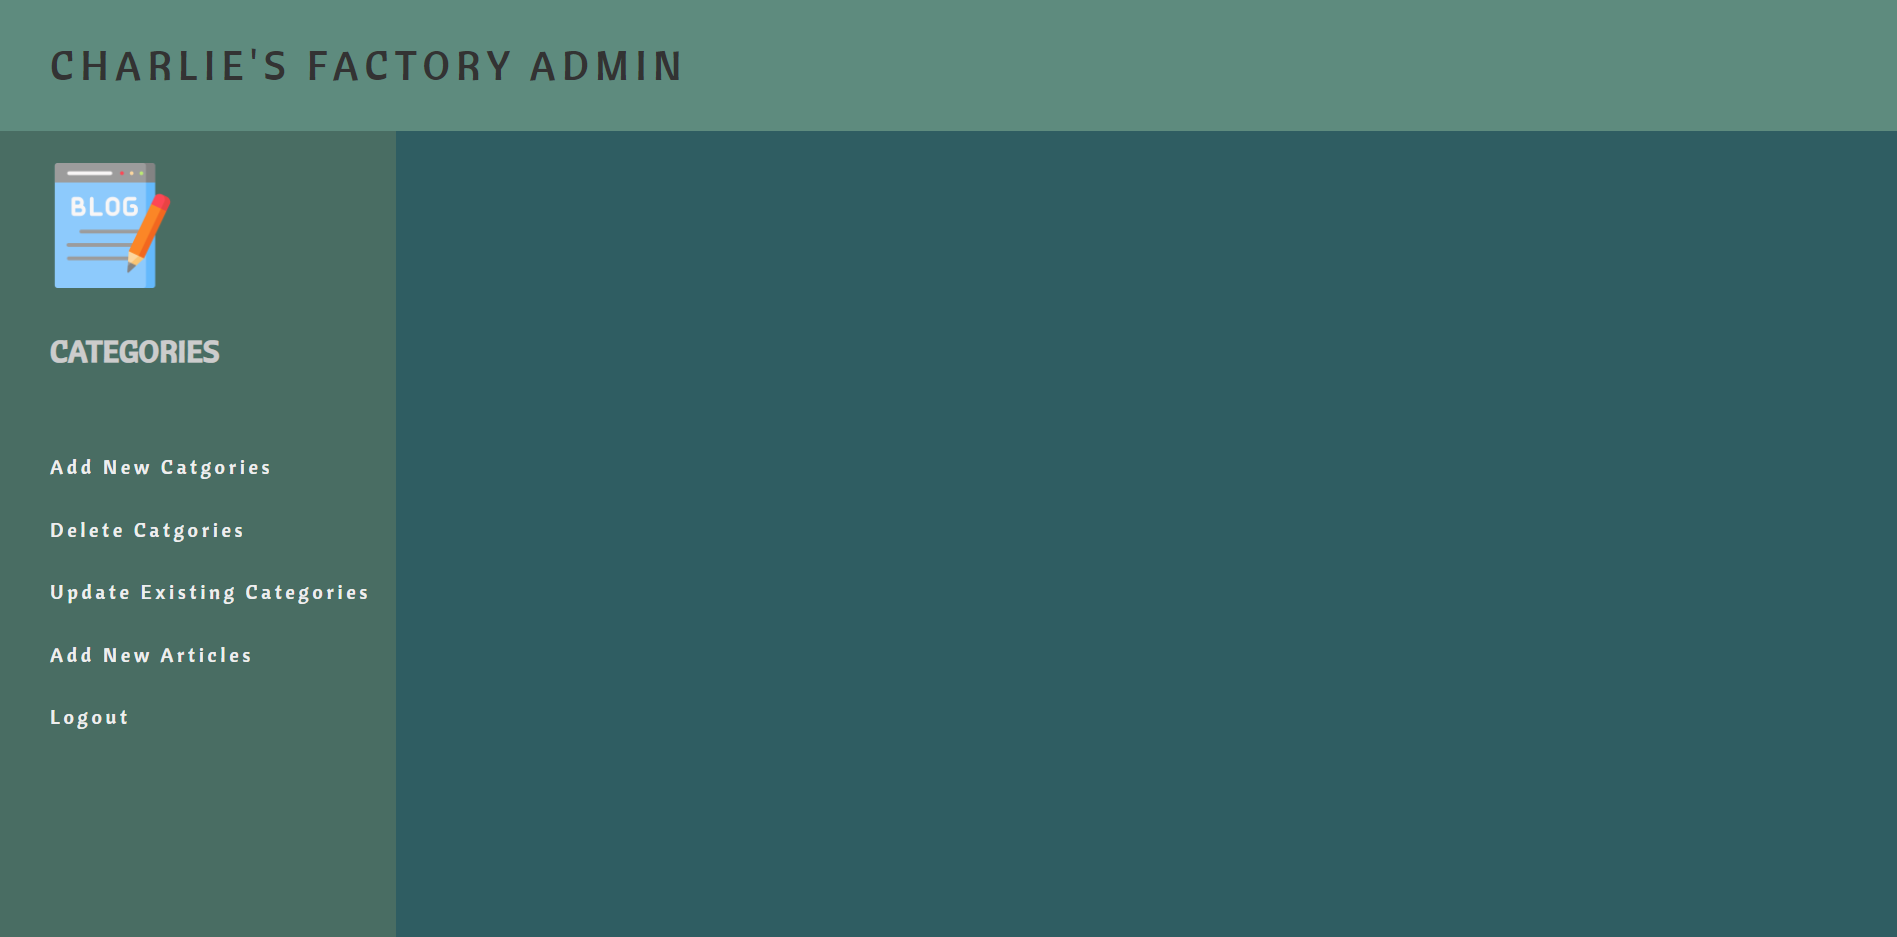 CHARLIE'S FACTORY ADMIN
BLOG
CATEGORIES
Add New Catgories
Delete Catgories
Update Existing Categories
Add New Articles
Logout